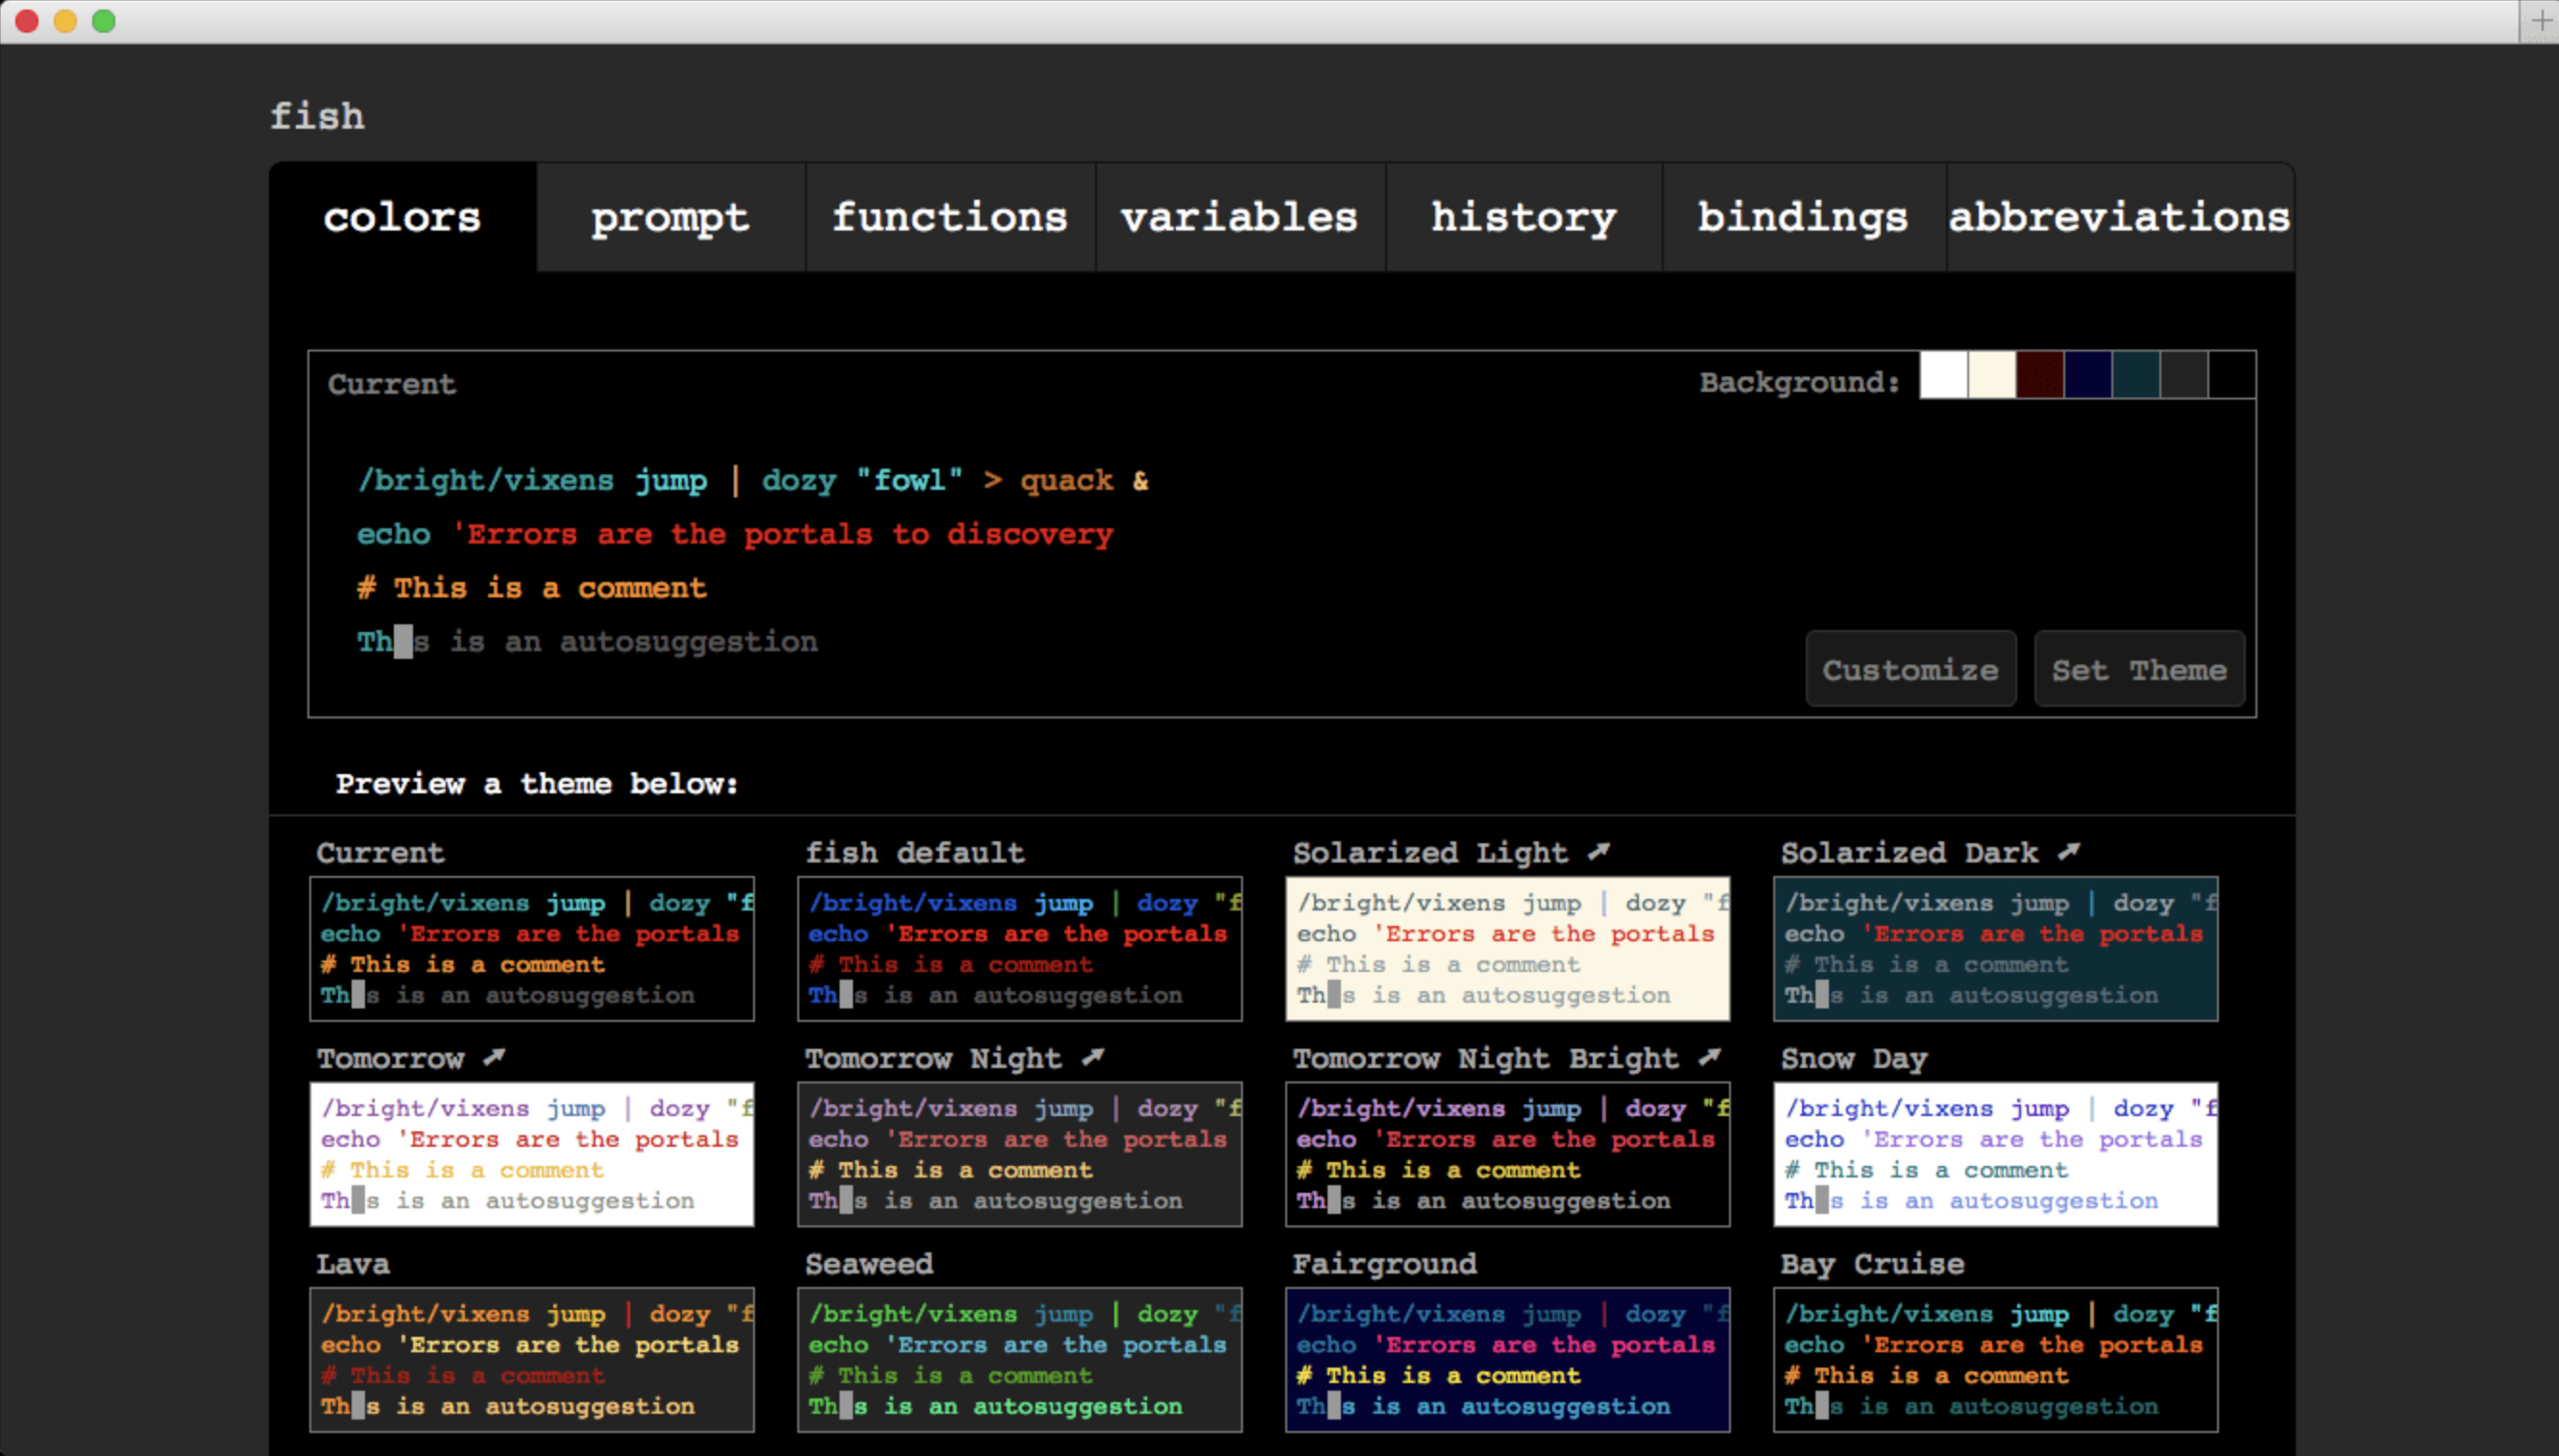 fish
colors prompt functions variables history bindings abbreviations
Current Background:
/bright/vixens jump | dozy "fowl" > quack &
echo 'Errors are the portals to discovery
# This is a comment
Th s is an autosuggestion
Customize Set Theme
Preview a theme below:
Current
/bright/vixens jump | dozy "f
echo 'Errors are the portals
# This is a comment
Th s is an autosuggestion
fish default
/bright/vixens jump | dozy "f
echo 'Errors are the portals
# This is a comment
Th s is an autosuggestion
Solarized Light ➚
/bright/vixens jump | dozy "f
echo 'Errors are the portals
# This is a comment
Th s is an autosuggestion
Solarized Dark ➚
/bright/vixens jump | dozy "f
echo 'Errors are the portals
# This is a comment
Th s is an autosuggestion
Tomorrow ➚
/bright/vixens jump | dozy "f
echo 'Errors are the portals
# This is a comment
Th s is an autosuggestion
Tomorrow Night ➚
/bright/vixens jump | dozy "f
echo 'Errors are the portals
# This is a comment
Th s is an autosuggestion
Tomorrow Night Bright ➚
/bright/vixens jump | dozy "f
echo 'Errors are the portals
# This is a comment
Th s is an autosuggestion
Snow Day
/bright/vixens jump | dozy "f
echo 'Errors are the portals
# This is a comment
Th s is an autosuggestion
Lava
/bright/vixens jump | dozy "f
echo 'Errors are the portals
# This is a comment
Th s is an autosuggestion
Seaweed
/bright/vixens jump | dozy "f
echo 'Errors are the portals
# This is a comment
Th s is an autosuggestion
Fairground
/bright/vixens jump | dozy "f
echo 'Errors are the portals
# This is a comment
Th s is an autosuggestion
Bay Cruise
/bright/vixens jump | dozy "f
echo 'Errors are the portals
# This is a comment
Th s is an autosuggestion